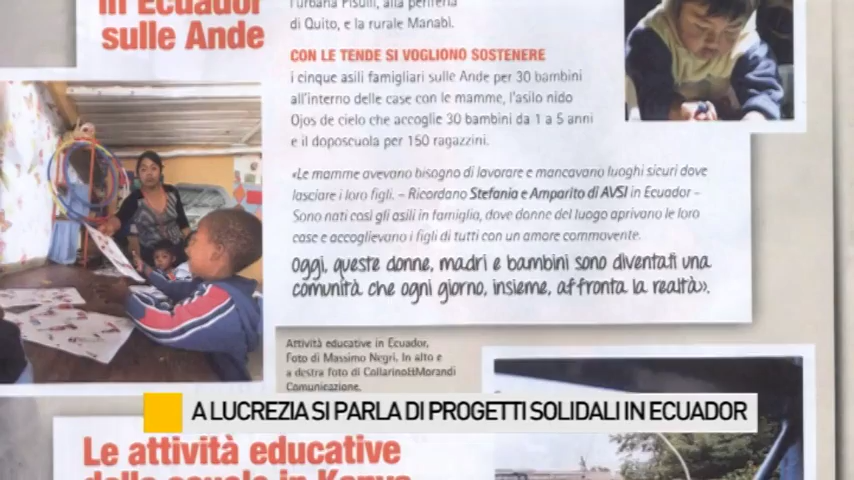 in Ecuador
sulle Ande
l'urbana Pisullí, alla periferia
di Quito, e la rurale Manabì.
CON LE TENDE SI VOGLIONO SOSTENERE
i cinque asili famigliari sulle Ande per 30 bambini
all'interno delle case con le mamme, l'asilo nido
Ojos de cielo che accoglie 30 bambini da 1 a 5 anni
e il doposcuola per 150 ragazzini.
«Le mamme avevano bisogno di lavorare e mancavano luoghi sicuri dove
lasciare i loro figli. – Ricordano Stefania e Amparito di AVSI in Ecuador –
Sono nati così gli asili in famiglia, dove donne del luogo aprivano le loro
case e accoglievano i figli di tutti con un amore commovente.
Oggi, queste donne, madri e bambini sono diventati una
comunità che ogni giorno, insieme, affronta la realtà».
Attività educative in Ecuador.
Foto di Massimo Negri. In alto e
a destra foto di Collarino&Morandi
Comunicazione.
A LUCREZIA SI PARLA DI PROGETTI SOLIDALI IN ECUADOR
Le attività educative
delle scuole in Kenya